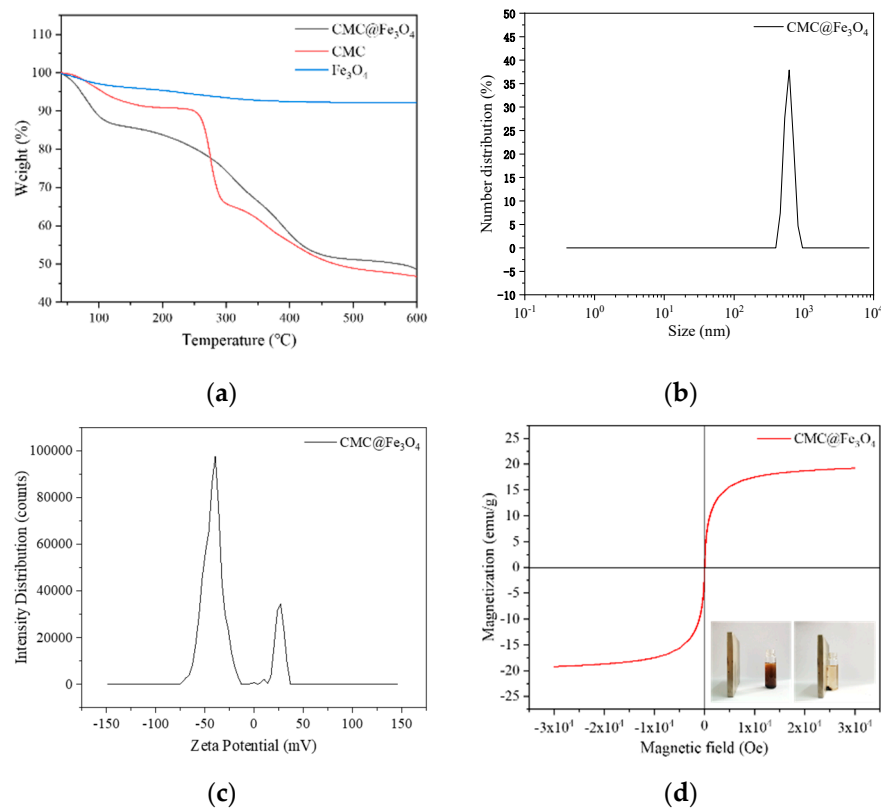 CMC@Fe₃O₄
CMC
Fe₃O₄
115
110
100
90
80
70
60
50
40
100
200
300
400
500
600
Weight (%)
Temperature (℃)
(a)
CMC@Fe₃O₄
50
45
40
35
30
25
20
15
10
5
0
-5
-10
10⁻¹
10⁰
10¹
10²
10³
10⁴
Number distribution (%)
Size (nm)
(b)
CMC@Fe₃O₄
100000
80000
60000
40000
20000
0
-150
-100
-50
0
50
100
150
Intensity Distribution (counts)
Zeta Potential (mV)
(c)
CMC@Fe₃O₄
25
20
15
10
5
0
-5
-10
-15
-20
-25
-3x10⁴
-2x10⁴
-1x10⁴
0
1x10⁴
2x10⁴
3x10⁴
Magnetization (emu/g)
Magnetic field (Oe)
(d)